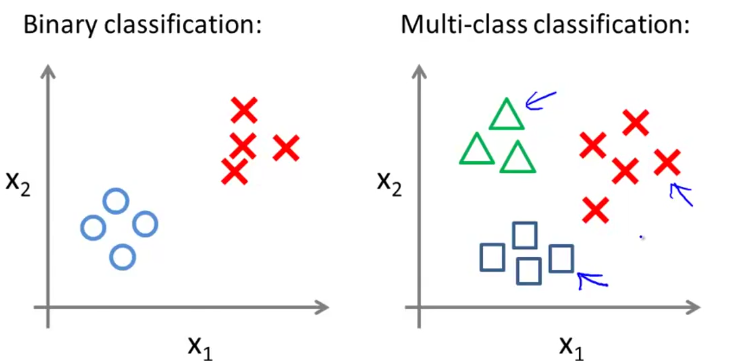 Binary classification:
Multi-class classification:
x₂
x₁
x₂
x₁